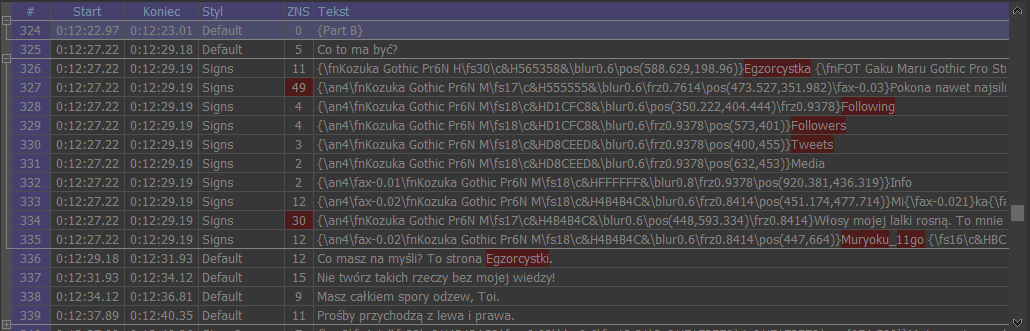 # Start Koniec Styl ZNS Tekst
324 0:12:22.97 0:12:23.01 Default 0 {Part B}
325 0:12:27.22 0:12:29.18 Default 5 Co to ma być?
326 0:12:27.22 0:12:29.19 Signs 11 {\fnKozuka Gothic Pr6N H\fs30\c&H565358&\blur0.6\pos(588.629,198.96)}Egzorcystka {\fnFOT Gaku Maru Gothic Pro Str
327 0:12:27.22 0:12:29.19 Signs 49 {\fnKozuka Gothic Pr6N M\fs17\c&H555555&\blur0.6\frz0.7614\pos(473.527,351.982)\fax-0.03}Pokona nawet najsiln
328 0:12:27.22 0:12:29.19 Signs 4 {\an4\fnKozuka Gothic Pr6N M\fs18\c&HD1CFC8&\blur0.6\pos(350.222,404.444)\frz0.9378}Following
329 0:12:27.22 0:12:29.19 Signs 4 {\an4\fnKozuka Gothic Pr6N M\fs18\c&HD1CFC8&\blur0.6\frz0.9378\pos(573,401)}Followers
330 0:12:27.22 0:12:29.19 Signs 3 {\an4\fnKozuka Gothic Pr6N M\fs18\c&HD8CEED&\blur0.6\frz0.9378\pos(400,455)}Tweets
331 0:12:27.22 0:12:29.19 Signs 2 {\an4\fnKozuka Gothic Pr6N M\fs18\c&HD8CEED&\blur0.6\frz0.9378\pos(632,453)}Media
332 0:12:27.22 0:12:29.19 Signs 2 {\an4\fax-0.01\fnKozuka Gothic Pr6N M\fs18\c&HFFFFFF&\blur0.8\frz0.9378\pos(920.381,436.319)}Info
333 0:12:27.22 0:12:29.19 Signs 12 {\an4\fax-0.02\fnKozuka Gothic Pr6N M\fs18\c&H4B4B4C&\blur0.6\frz0.8414\pos(451.174,477.714)}Mi{\fax-0.021}ka{\fa
334 0:12:27.22 0:12:29.19 Signs 30 {\an4\fax-0.02\fnKozuka Gothic Pr6N M\fs17\c&H4B4B4C&\blur0.6\pos(448,593.334)\frz0.8414}Włosy mojej lalki rosną. To mnie
335 0:12:27.22 0:12:29.19 Signs 12 {\an4\fax-0.02\fnKozuka Gothic Pr6N M\fs18\c&H4B4B4C&\blur0.6\frz0.8414\pos(447,664)}Muryoku_11go {\fs16\c&HBC
336 0:12:29.18 0:12:31.93 Default 12 Co masz na myśli? To strona Egzorcystki.
337 0:12:31.93 0:12:34.12 Default 15 Nie twórz takich rzeczy bez mojej wiedzy!
338 0:12:34.12 0:12:36.81 Default 9 Masz całkiem spory odzew, Toi.
339 0:12:37.89 0:12:40.35 Default 11 Prośby przychodzą z lewa i prawa.